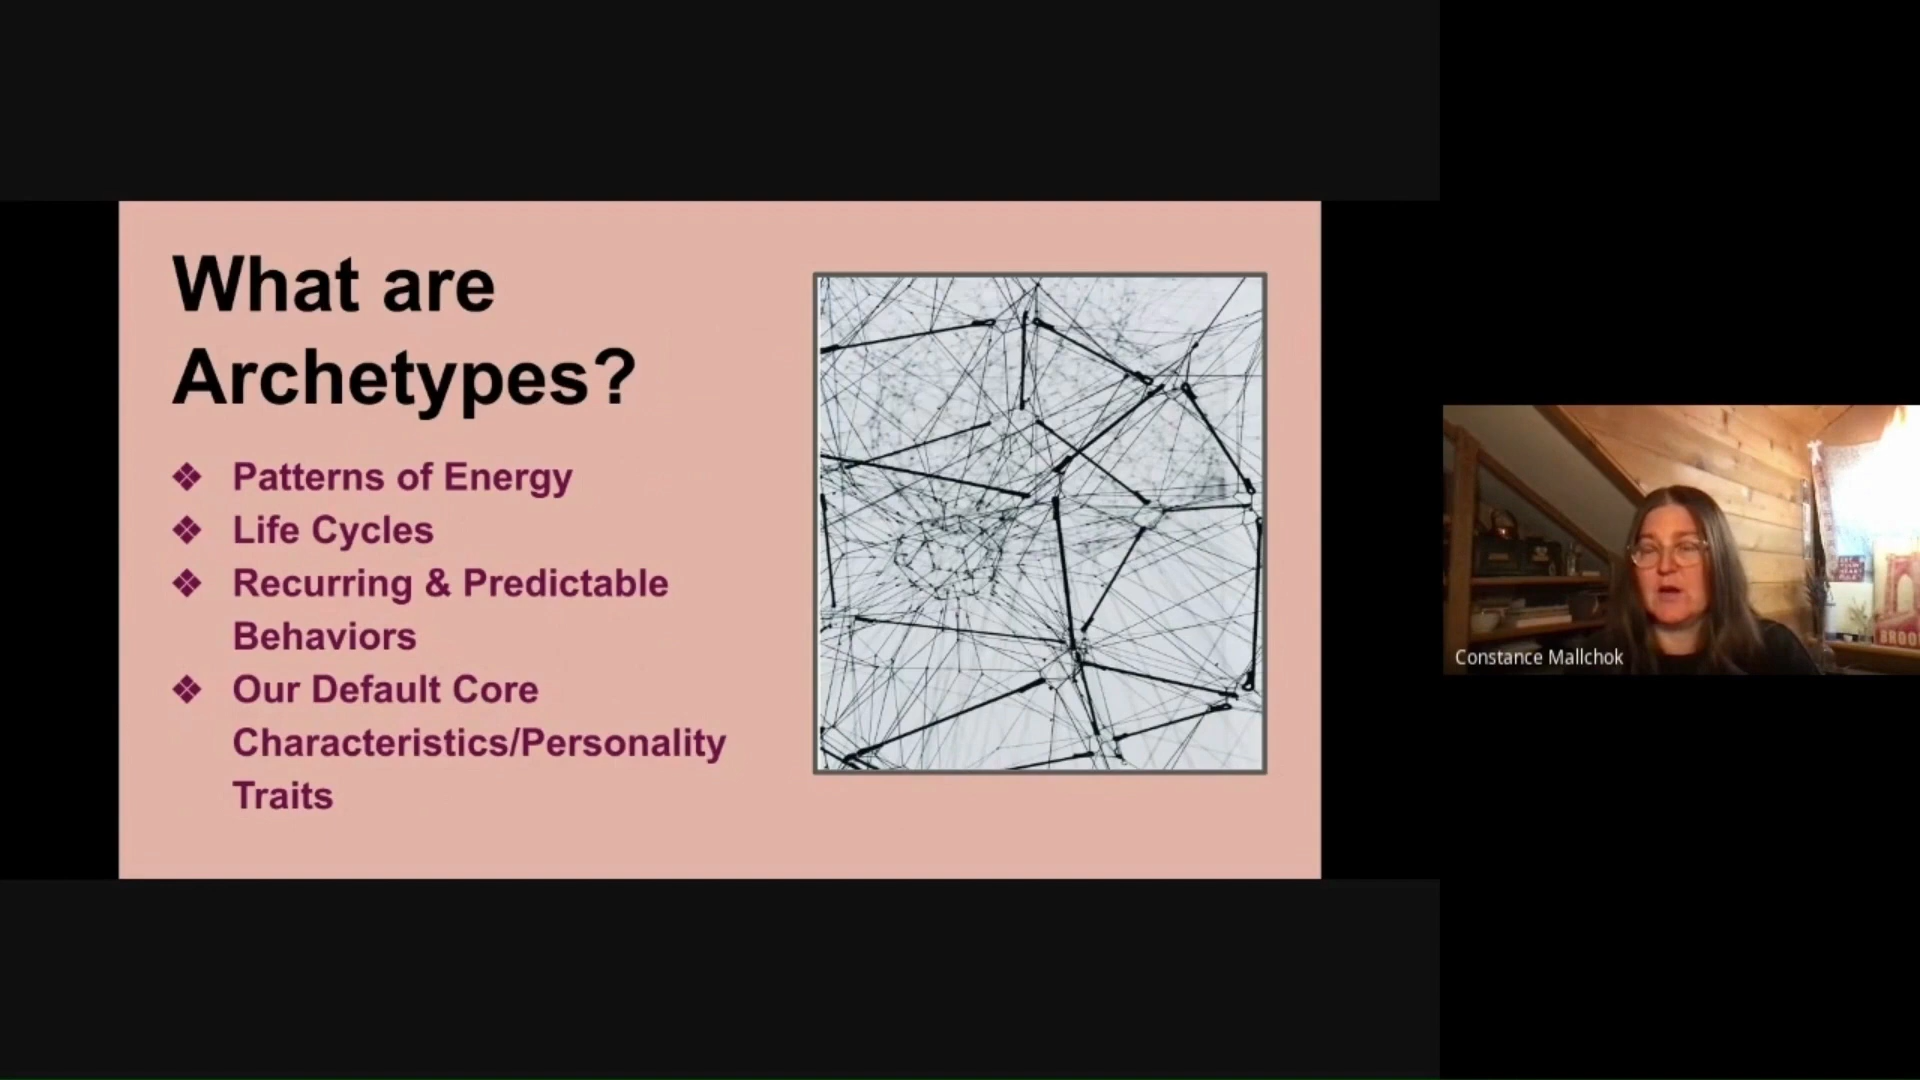 What are
Archetypes?
❖ Patterns of Energy
❖ Life Cycles
❖ Recurring & Predictable
Behaviors
❖ Our Default Core
Characteristics/Personality
Traits
Constance Mallchok
BROO